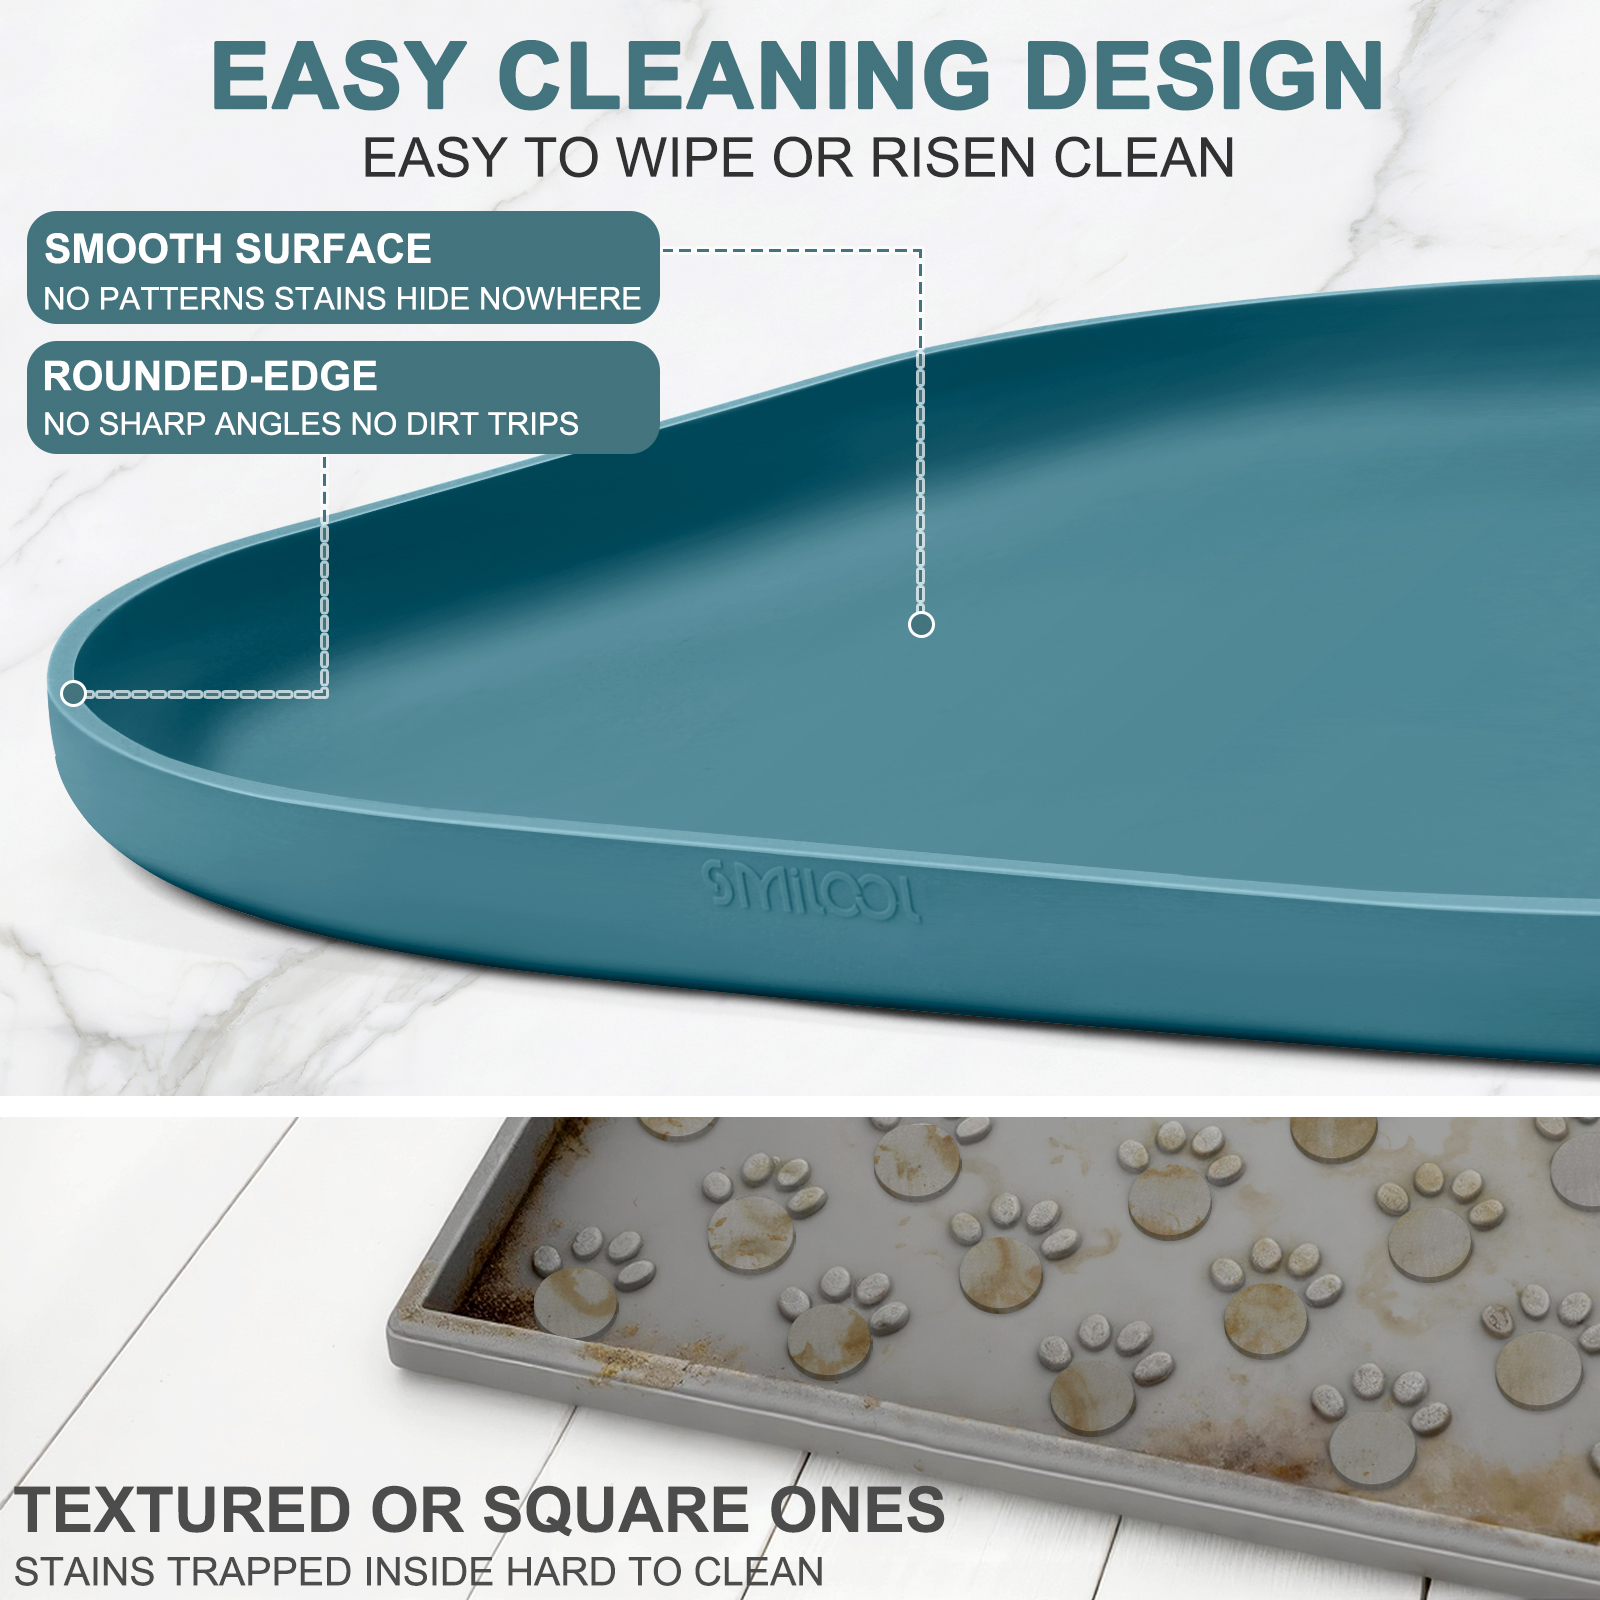 EASY CLEANING DESIGN
EASY TO WIPE OR RISEN CLEAN
SMOOTH SURFACE
NO PATTERNS STAINS HIDE NOWHERE
ROUNDED-EDGE
NO SHARP ANGLES NO DIRT TRIPS
SMILOOL
TEXTURED OR SQUARE ONES
STAINS TRAPPED INSIDE HARD TO CLEAN